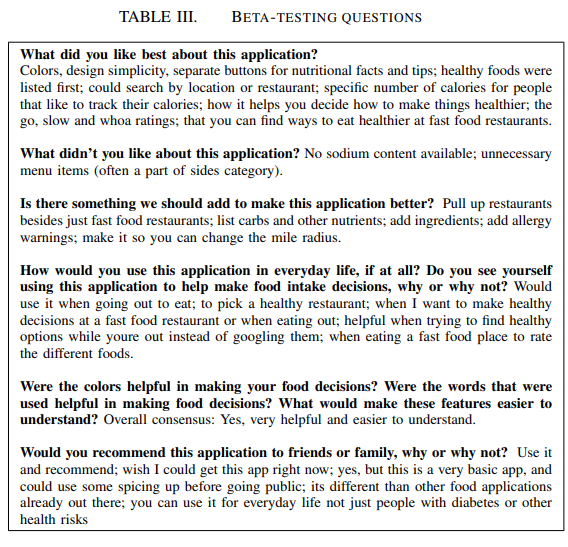 TABLE III. BETA-TESTING QUESTIONS
What did you like best about this application?
Colors, design simplicity, separate buttons for nutritional facts and tips; healthy foods were
listed first; could search by location or restaurant; specific number of calories for people
that like to track their calories; how it helps you decide how to make things healthier; the
go, slow and whoa ratings; that you can find ways to eat healthier at fast food restaurants.
What didn't you like about this application? No sodium content available; unnecessary
menu items (often a part of sides category).
Is there something we should add to make this application better? Pull up restaurants
besides just fast food restaurants; list carbs and other nutrients; add ingredients; add allergy
warnings; make it so you can change the mile radius.
How would you use this application in everyday life, if at all? Do you see yourself
using this application to help make food intake decisions, why or why not? Would
use it when going out to eat; to pick a healthy restaurant; when I want to make healthy
decisions at a fast food restaurant or when eating out; helpful when trying to find healthy
options while youre out instead of googling them; when eating a fast food place to rate
the different foods.
Were the colors helpful in making your food decisions? Were the words that were
used helpful in making food decisions? What would make these features easier to
understand? Overall consensus: Yes, very helpful and easier to understand.
Would you recommend this application to friends or family, why or why not? Use it
and recommend; wish I could get this app right now; yes, but this is a very basic app, and
could use some spicing up before going public; its different than other food applications
already out there; you can use it for everyday life not just people with diabetes or other
health risks